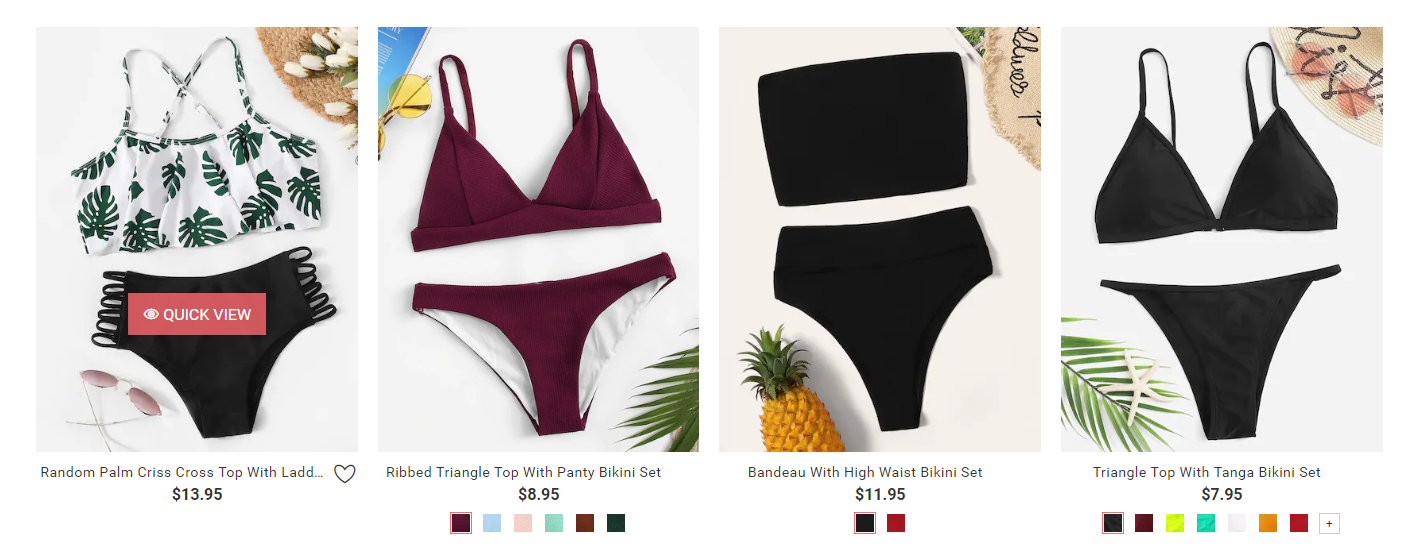 QUICK VIEW
Random Palm Criss Cross Top With Ladd...
$13.95
Ribbed Triangle Top With Panty Bikini Set
$8.95
Bandeau With High Waist Bikini Set
$11.95
Triangle Top With Tanga Bikini Set
$7.95
+